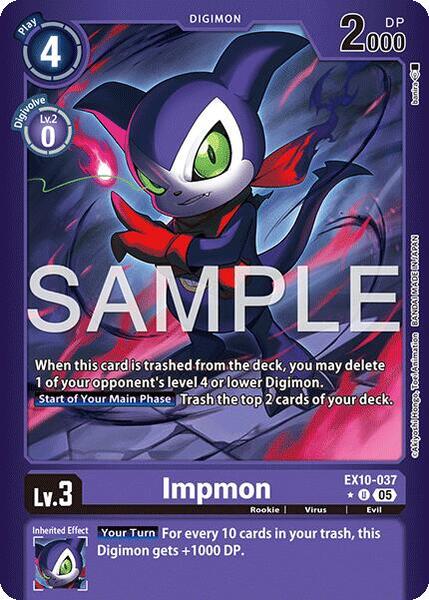 DIGIMON
Play
4
DP
2000
Digivolve
Lv.2
0
banira
SAMPLE
When this card is trashed from the deck, you may delete
1 of your opponent's level 4 or lower Digimon.
Start of Your Main Phase Trash the top 2 cards of your deck.
©Akiyoshi Hongo, Toei Animation BANDAI MADE IN JAPAN
Lv.3
Impmon
EX10-037
U 05
Rookie | Virus | Evil
Inherited Effect
Your Turn For every 10 cards in your trash, this
Digimon gets +1000 DP.